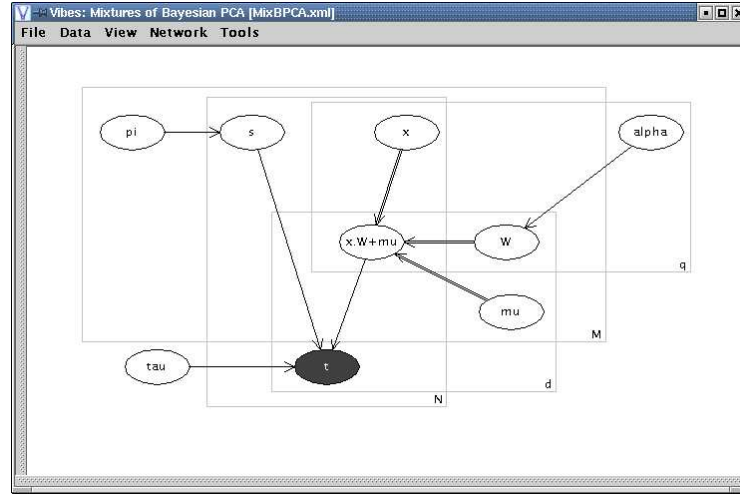 Vibes: Mixtures of Bayesian PCA [MixBPCA.xml]
File Data View Network Tools
pi s x alpha
x.W+mu W
q
mu
M
tau t
d
N